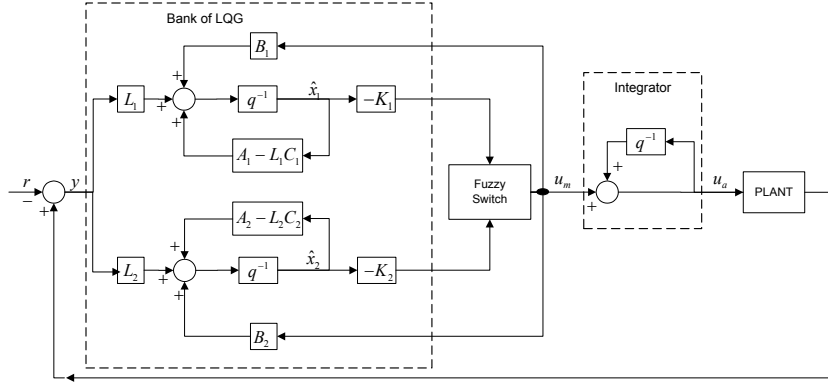 Bank of LQG
B₁
+
L₁
+
q⁻¹
x̂₁
−K₁
+
A₁ − L₁C₁
Integrator
q⁻¹
+
r
−
+
y
Fuzzy
Switch
uₘ
+
uₐ
PLANT
A₂ − L₂C₂
+
L₂
+
q⁻¹
x̂₂
−K₂
+
B₂